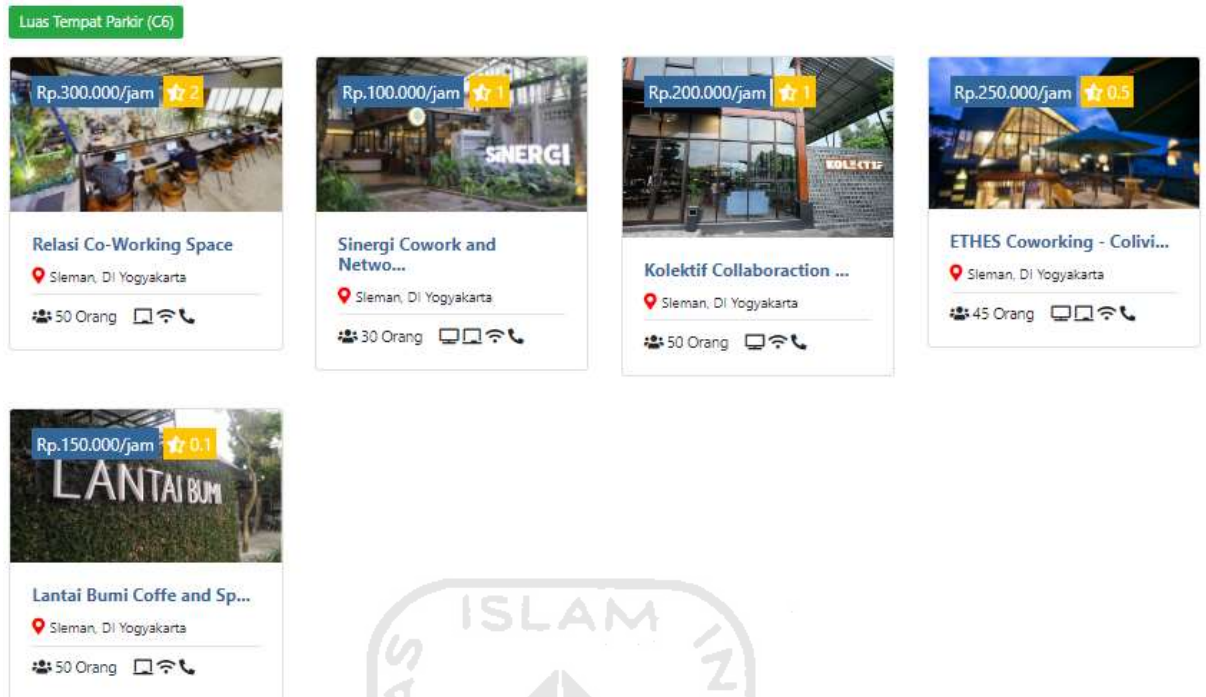 Luas Tempat Parkir (C6)
Rp.300.000/jam 2
Relasi Co-Working Space
Sleman, DI Yogyakarta
50 Orang
Rp.100.000/jam 1
SINERGI
Sinergi Cowork and
Netwo...
Sleman, DI Yogyakarta
30 Orang
Rp.200.000/jam 1
KOLEKTIF
Kolektif Collaboraction ...
Sleman, DI Yogyakarta
50 Orang
Rp.250.000/jam 0.5
ETHES Coworking - Colivi...
Sleman, DI Yogyakarta
45 Orang
Rp.150.000/jam 0.1
LANTAI BUMI
Lantai Bumi Coffe and Sp...
Sleman, DI Yogyakarta
50 Orang
ISLAM